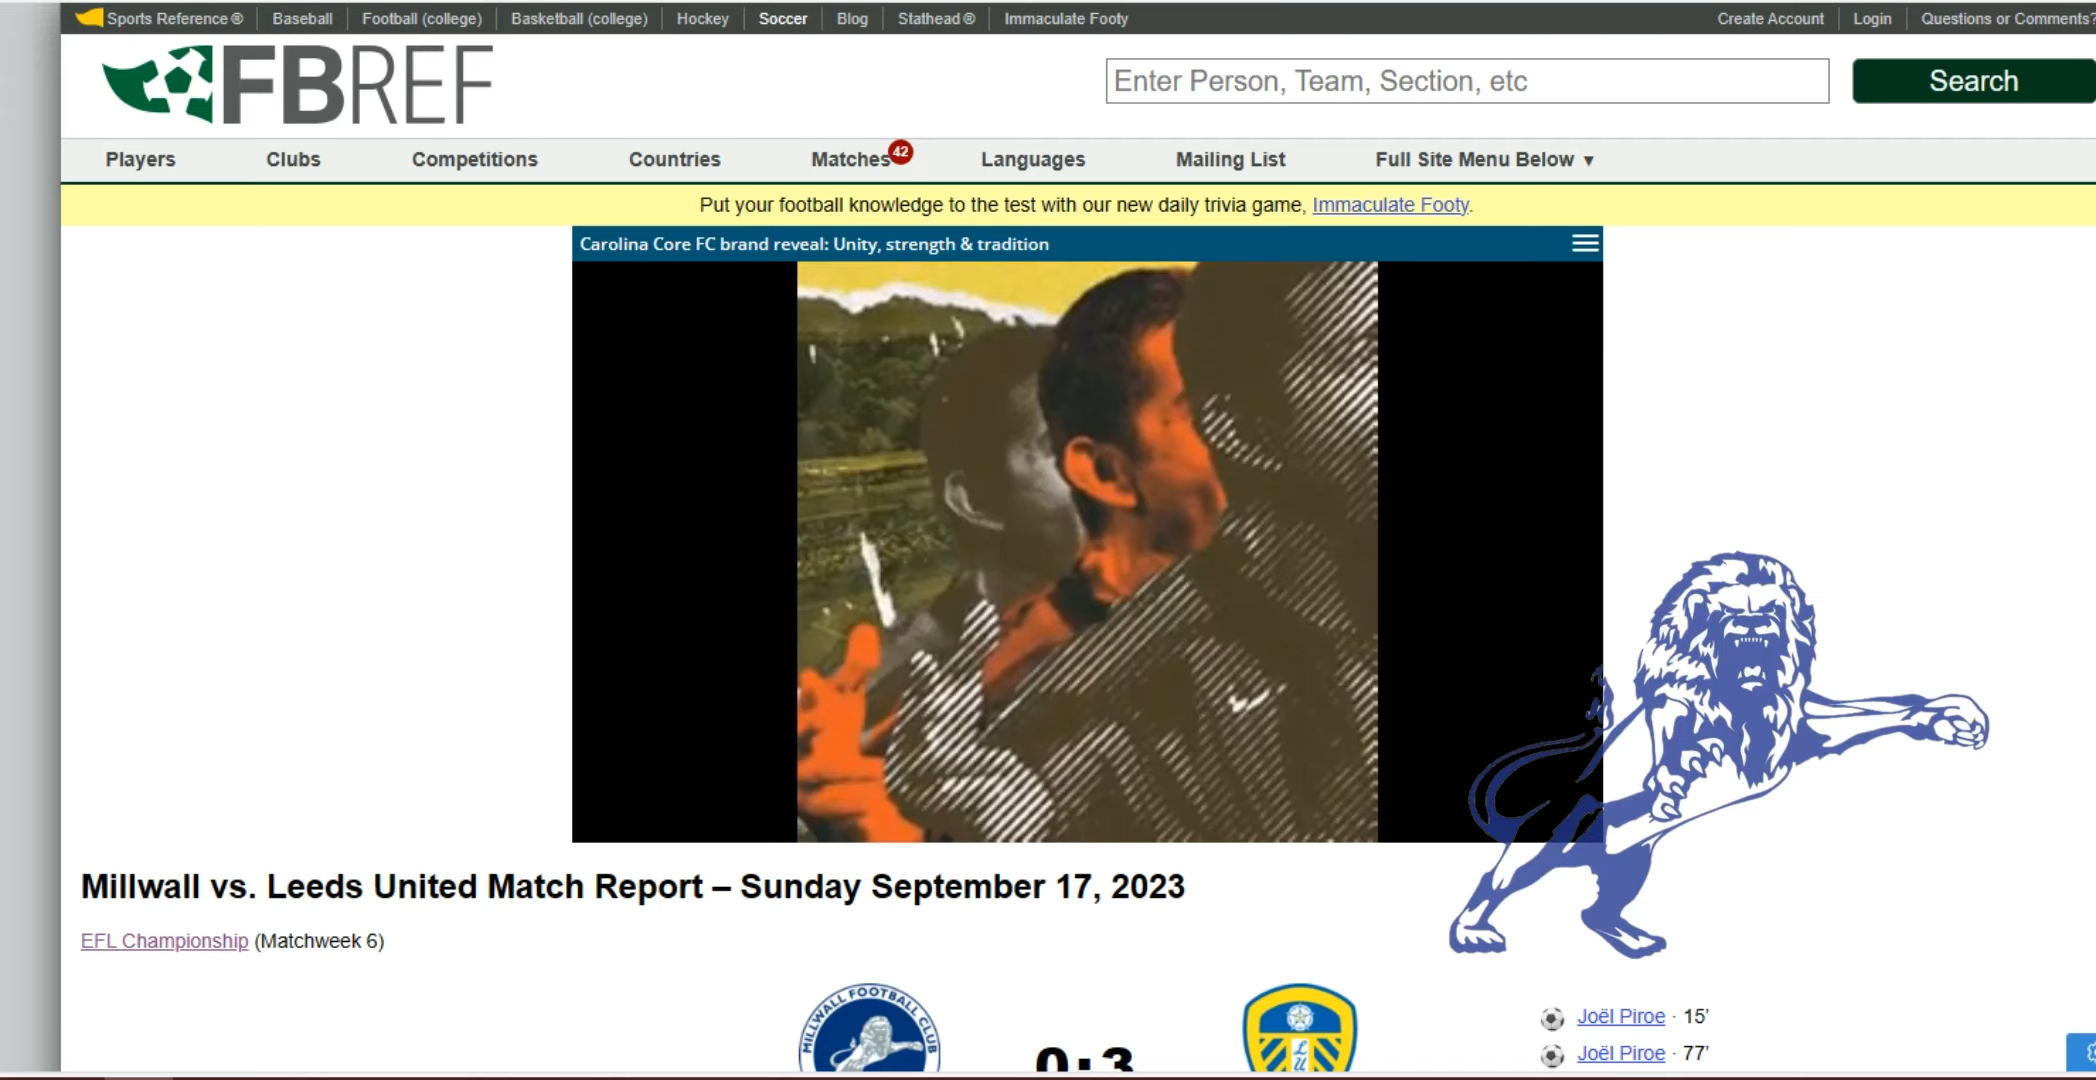 Sports Reference ® Baseball Football (college) Basketball (college) Hockey Soccer Blog Stathead ® Immaculate Footy Create Account Login Questions or Comments?
FBREF
Enter Person, Team, Section, etc Search
Players Clubs Competitions Countries Matches 42 Languages Mailing List Full Site Menu Below ▼
Put your football knowledge to the test with our new daily trivia game, Immaculate Footy.
Carolina Core FC brand reveal: Unity, strength & tradition
Millwall vs. Leeds United Match Report – Sunday September 17, 2023
EFL Championship (Matchweek 6)
MILLWALL FOOTBALL CLUB
0:3
LU
Joël Piroe · 15’
Joël Piroe · 77’